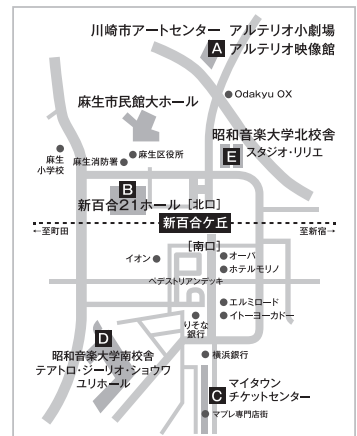 川崎市アートセンター アルテリオ小劇場
A アルテリオ映像館
Odakyu OX
麻生市民館大ホール
昭和音楽大学北校舎
E スタジオ・リリエ
麻生小学校
麻生消防署
麻生区役所
B
新百合21ホール
[北口]
新百合ケ丘
←至町田
至新宿→
[南口]
イオン
オーパ
ホテルモリノ
ペデストリアンデッキ
エルミロード
イトーヨーカドー
りそな
銀行
D
昭和音楽大学南校舎
テアトロ・ジーリオ・ショウワ
ユリホール
横浜銀行
マイタウン
C チケットセンター
マプレ専門店街